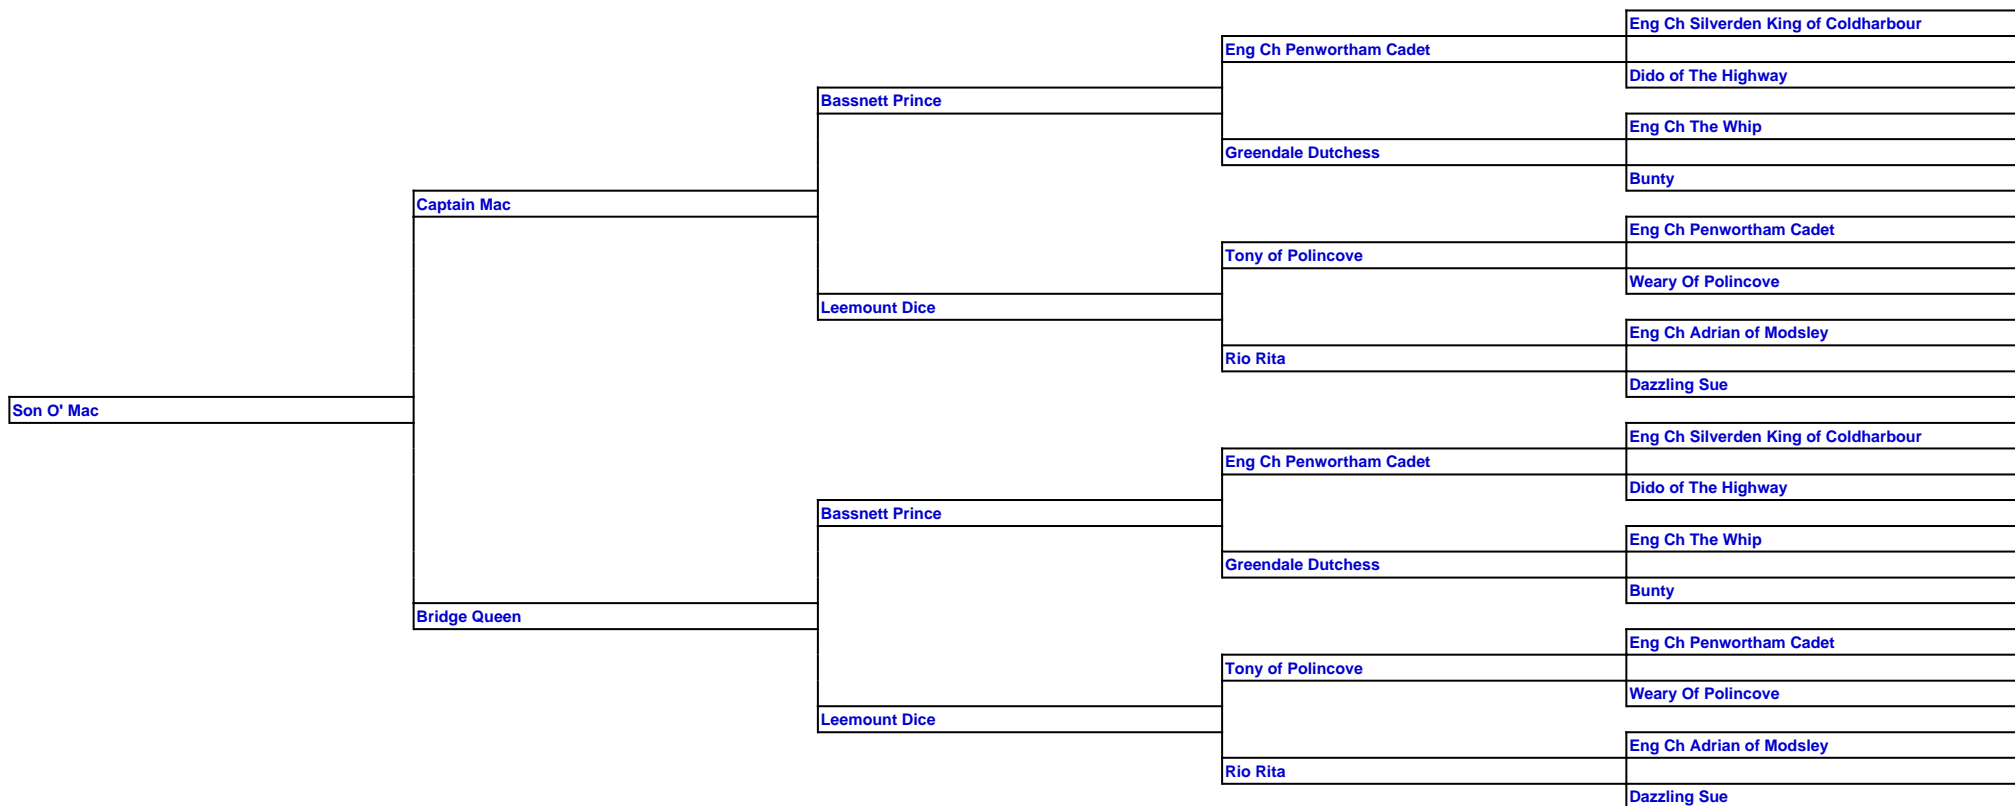 Eng Ch Silverden King of Coldharbour
Eng Ch Penwortham Cadet
Dido of The Highway
Bassnett Prince
Eng Ch The Whip
Greendale Dutchess
Bunty
Captain Mac
Eng Ch Penwortham Cadet
Tony of Polincove
Weary Of Polincove
Leemount Dice
Eng Ch Adrian of Modsley
Rio Rita
Dazzling Sue
Son O' Mac
Eng Ch Silverden King of Coldharbour
Eng Ch Penwortham Cadet
Dido of The Highway
Bassnett Prince
Eng Ch The Whip
Greendale Dutchess
Bunty
Bridge Queen
Eng Ch Penwortham Cadet
Tony of Polincove
Weary Of Polincove
Leemount Dice
Eng Ch Adrian of Modsley
Rio Rita
Dazzling Sue